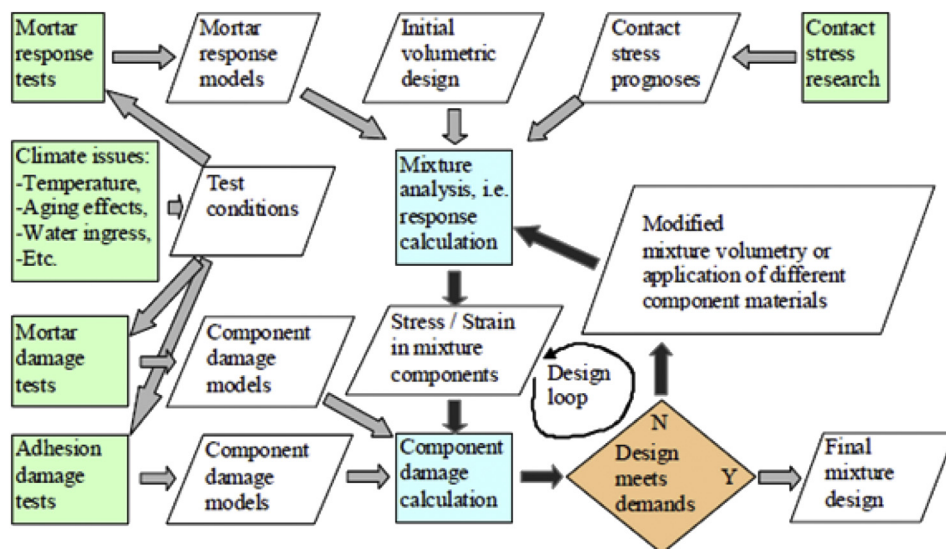 Mortar
response
tests
Mortar
response
models
Initial
volumetric
design
Contact
stress
prognoses
Contact
stress
research
Climate issues:
-Temperature,
-Aging effects,
-Water ingress,
-Etc.
Test
conditions
Mixture
analysis, i.e.
response
calculation
Modified
mixture volumetry or
application of different
component materials
Mortar
damage
tests
Component
damage
models
Stress / Strain
in mixture
components
Design
loop
Adhesion
damage
tests
Component
damage
models
Component
damage
calculation
N
Design
meets
demands
Y
Final
mixture
design